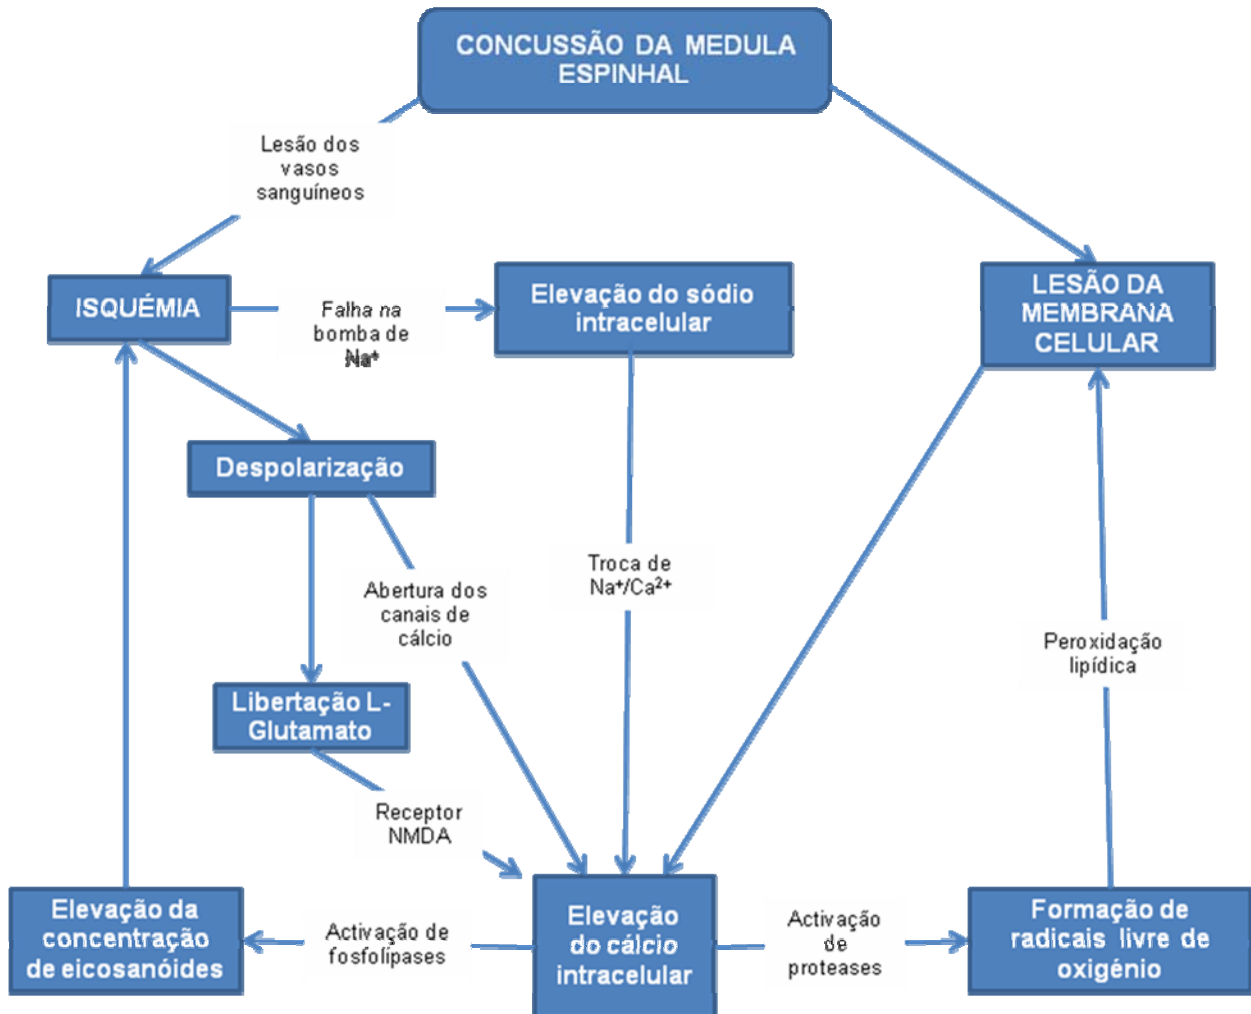 CONCUSSÃO DA MEDULA
ESPINHAL
Lesão dos
vasos
sanguíneos
ISQUÉMIA
Falha na
bomba de
Na⁺
Elevação do sódio
intracelular
LESÃO DA
MEMBRANA
CELULAR
Despolarização
Abertura dos
canais de
cálcio
Troca de
Na⁺/Ca²⁺
Peroxidação
lipídica
Libertação L-
Glutamato
Receptor
NMDA
Elevação da
concentração
de eicosanóides
Activação de
fosfolípases
Elevação
do cálcio
intracelular
Activação
de
proteases
Formação de
radicais livre de
oxigénio